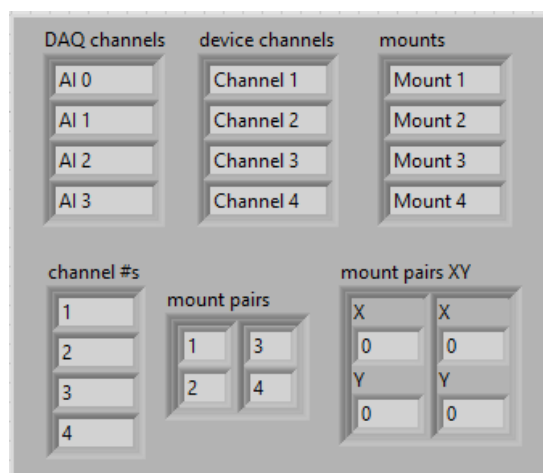 DAQ channels
AI 0
AI 1
AI 2
AI 3
device channels
Channel 1
Channel 2
Channel 3
Channel 4
mounts
Mount 1
Mount 2
Mount 3
Mount 4
channel #s
1
2
3
4
mount pairs
1 3
2 4
mount pairs XY
X X
0 0
Y Y
0 0